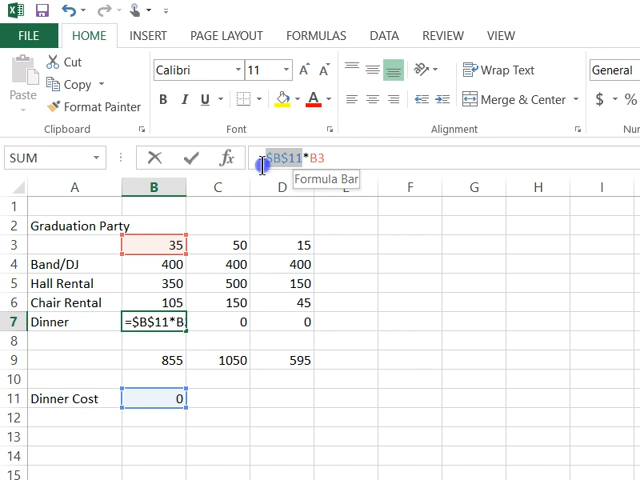 FILE HOME INSERT PAGE LAYOUT FORMULAS DATA REVIEW VIEW
Cut
Copy
Format Painter
Paste
Calibri 11 A A
B I U A
Wrap Text
Merge & Center
General
$ %
Clipboard Font Alignment
SUM fx $B$11*B3
Formula Bar
A B C D E F G H I
1
2 Graduation Party
3 35 50 15
4 Band/DJ 400 400 400
5 Hall Rental 350 500 150
6 Chair Rental 105 150 45
7 Dinner =$B$11*B 0 0
8
9 855 1050 595
10
11 Dinner Cost 0
12
13
14
15